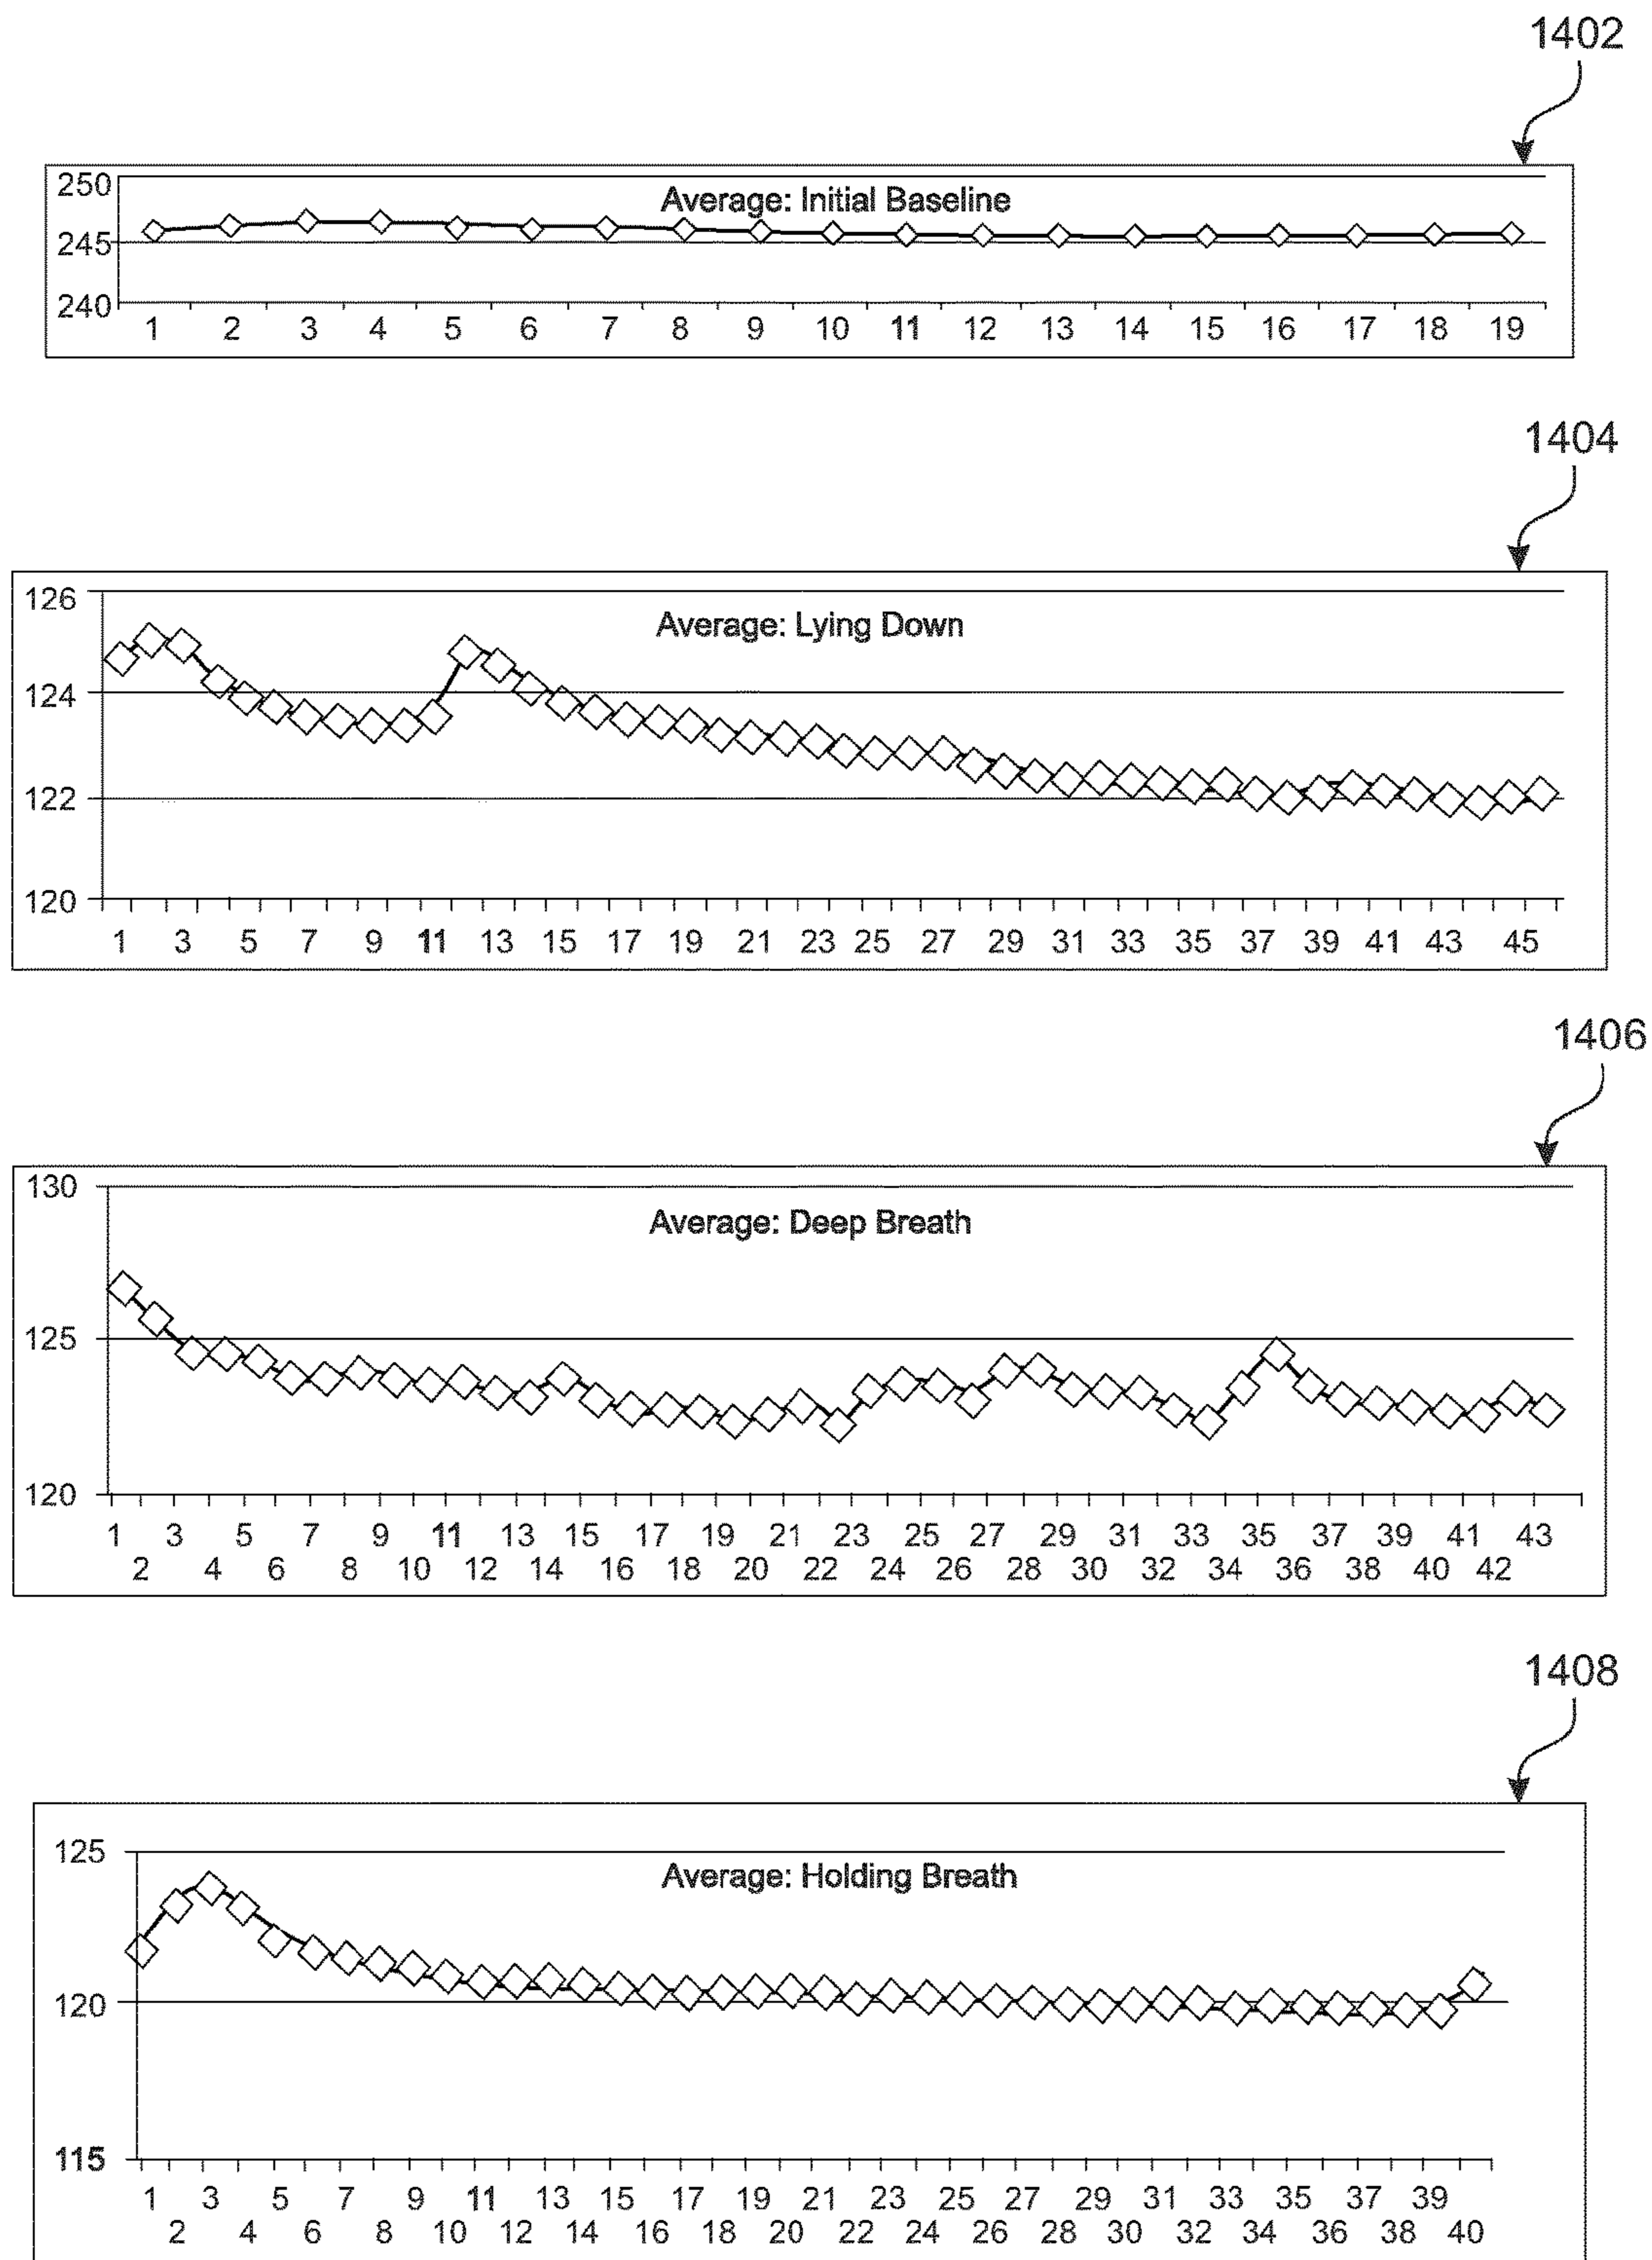 1402
250
Average: Initial Baseline
245
240
1 2 3 4 5 6 7 8 9 10 11 12 13 14 15 16 17 18 19
1404
126
Average: Lying Down
124
122
120
1 3 5 7 9 11 13 15 17 19 21 23 25 27 29 31 33 35 37 39 41 43 45
1406
130
Average: Deep Breath
125
120
1 3 5 7 9 11 13 15 17 19 21 23 25 27 29 31 33 35 37 39 41 43
2 4 6 8 10 12 14 16 18 20 22 24 26 28 30 32 34 36 38 40 42
1408
125
Average: Holding Breath
120
115
1 3 5 7 9 11 13 15 17 19 21 23 25 27 29 31 33 35 37 39
2 4 6 8 10 12 14 16 18 20 22 24 26 28 30 32 34 36 38 40